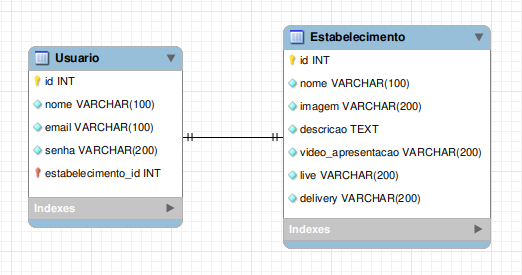 Usuario
id INT
nome VARCHAR(100)
email VARCHAR(100)
senha VARCHAR(200)
estabelecimento_id INT
Indexes
Estabelecimento
id INT
nome VARCHAR(100)
imagem VARCHAR(200)
descricao TEXT
video_apresentacao VARCHAR(200)
live VARCHAR(200)
delivery VARCHAR(200)
Indexes